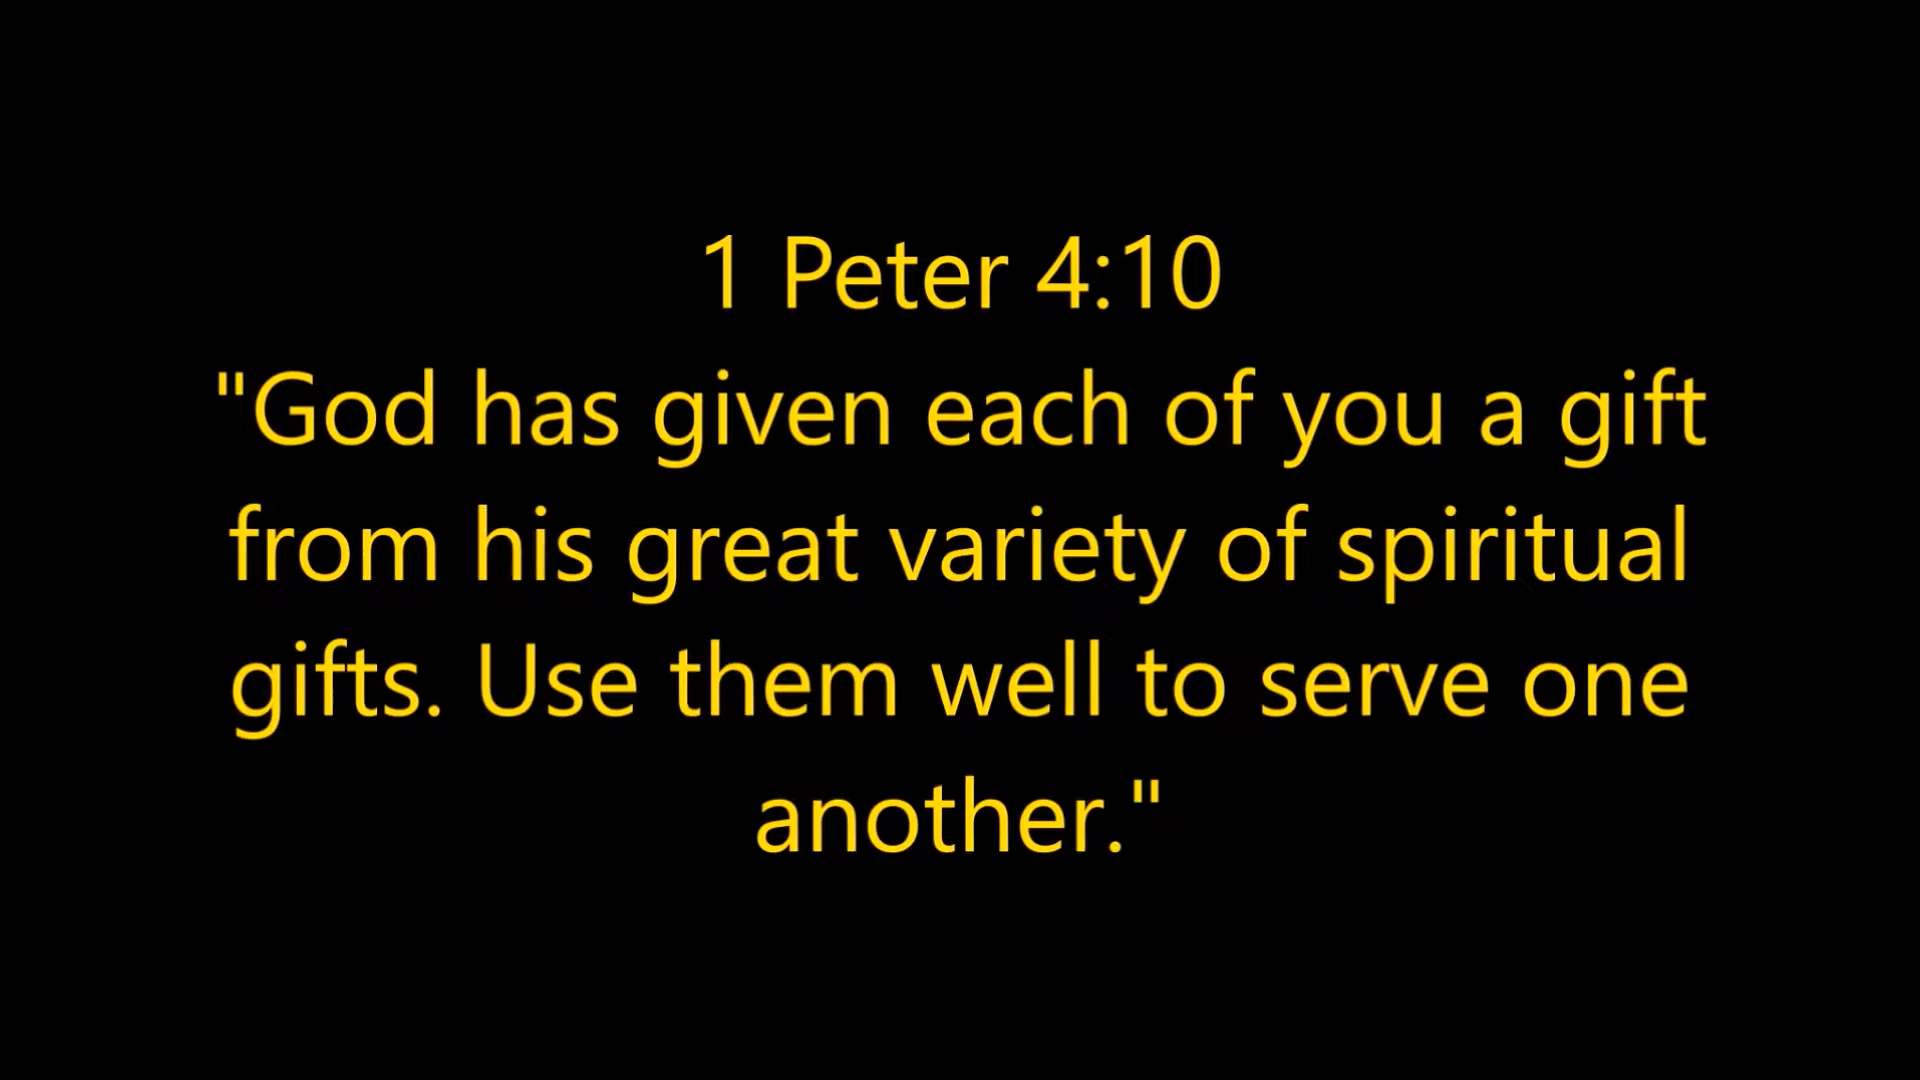 1 Peter 4:10
"God has given each of you a gift
from his great variety of spiritual
gifts. Use them well to serve one
another."